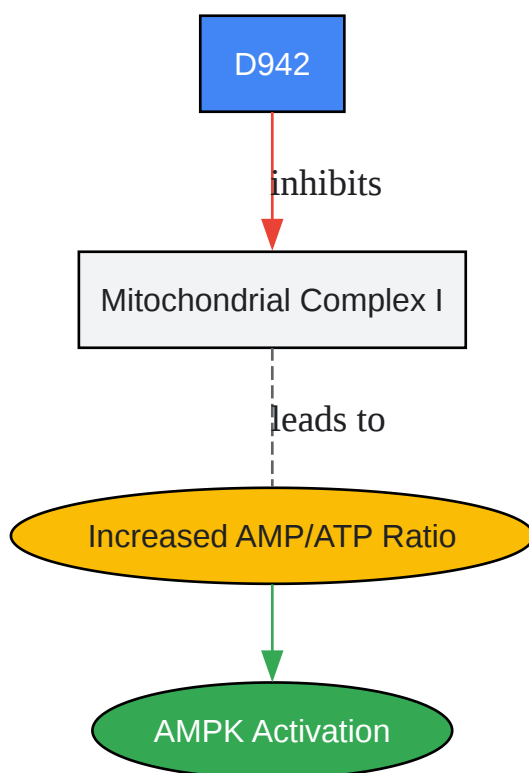 D942
inhibits
Mitochondrial Complex I
leads to
Increased AMP/ATP Ratio
AMPK Activation